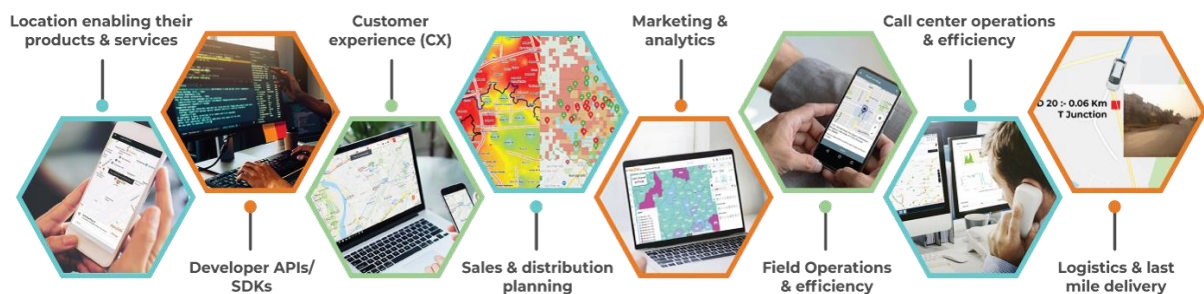 Location enabling their
products & services
Customer
experience (CX)
Marketing &
analytics
Call center operations
& efficiency
D 20 :- 0.06 Km
T Junction
Developer APIs/
SDKs
Sales & distribution
planning
Field Operations
& efficiency
Logistics & last
mile delivery